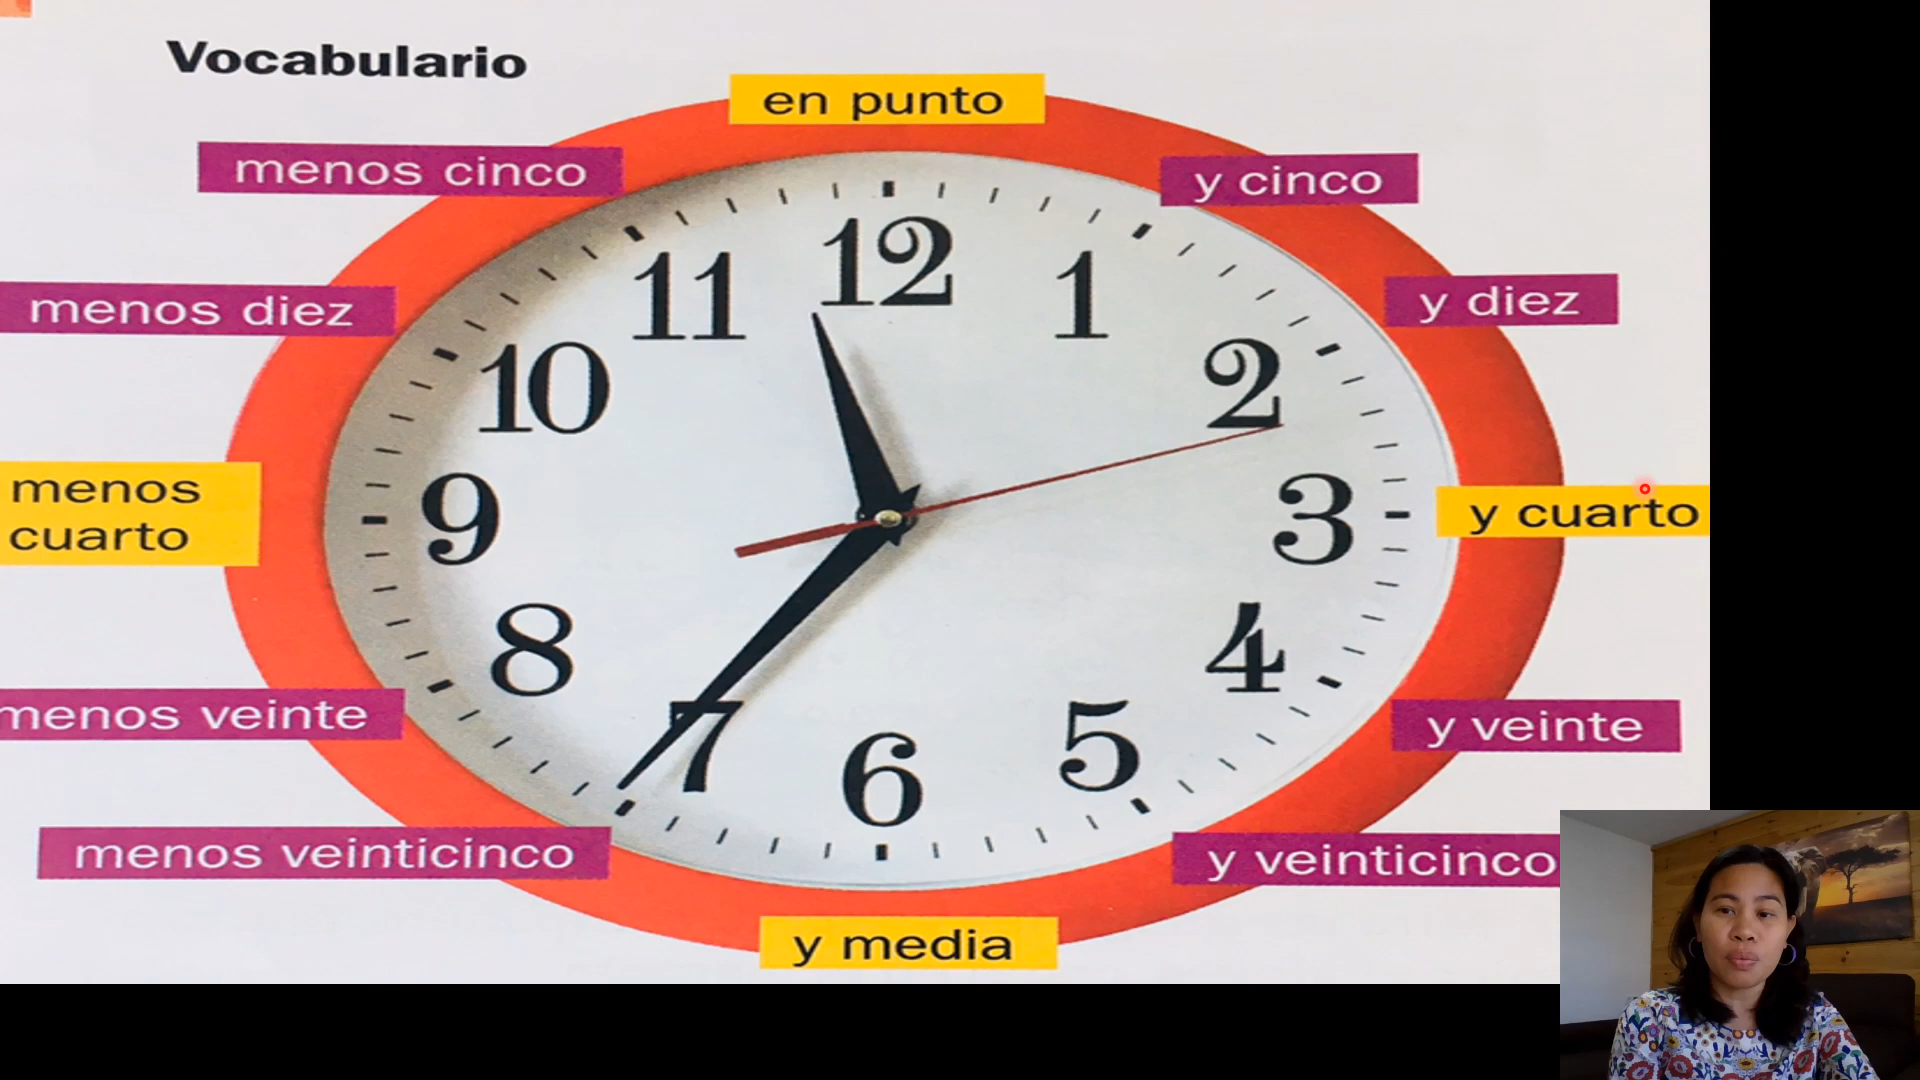 Vocabulario
en punto
menos cinco
y cinco
menos diez
y diez
12
11
1
10
2
9
3
menos
cuarto
y cuarto
8
4
7
5
6
menos veinte
y veinte
menos veinticinco
y veinticinco
y media